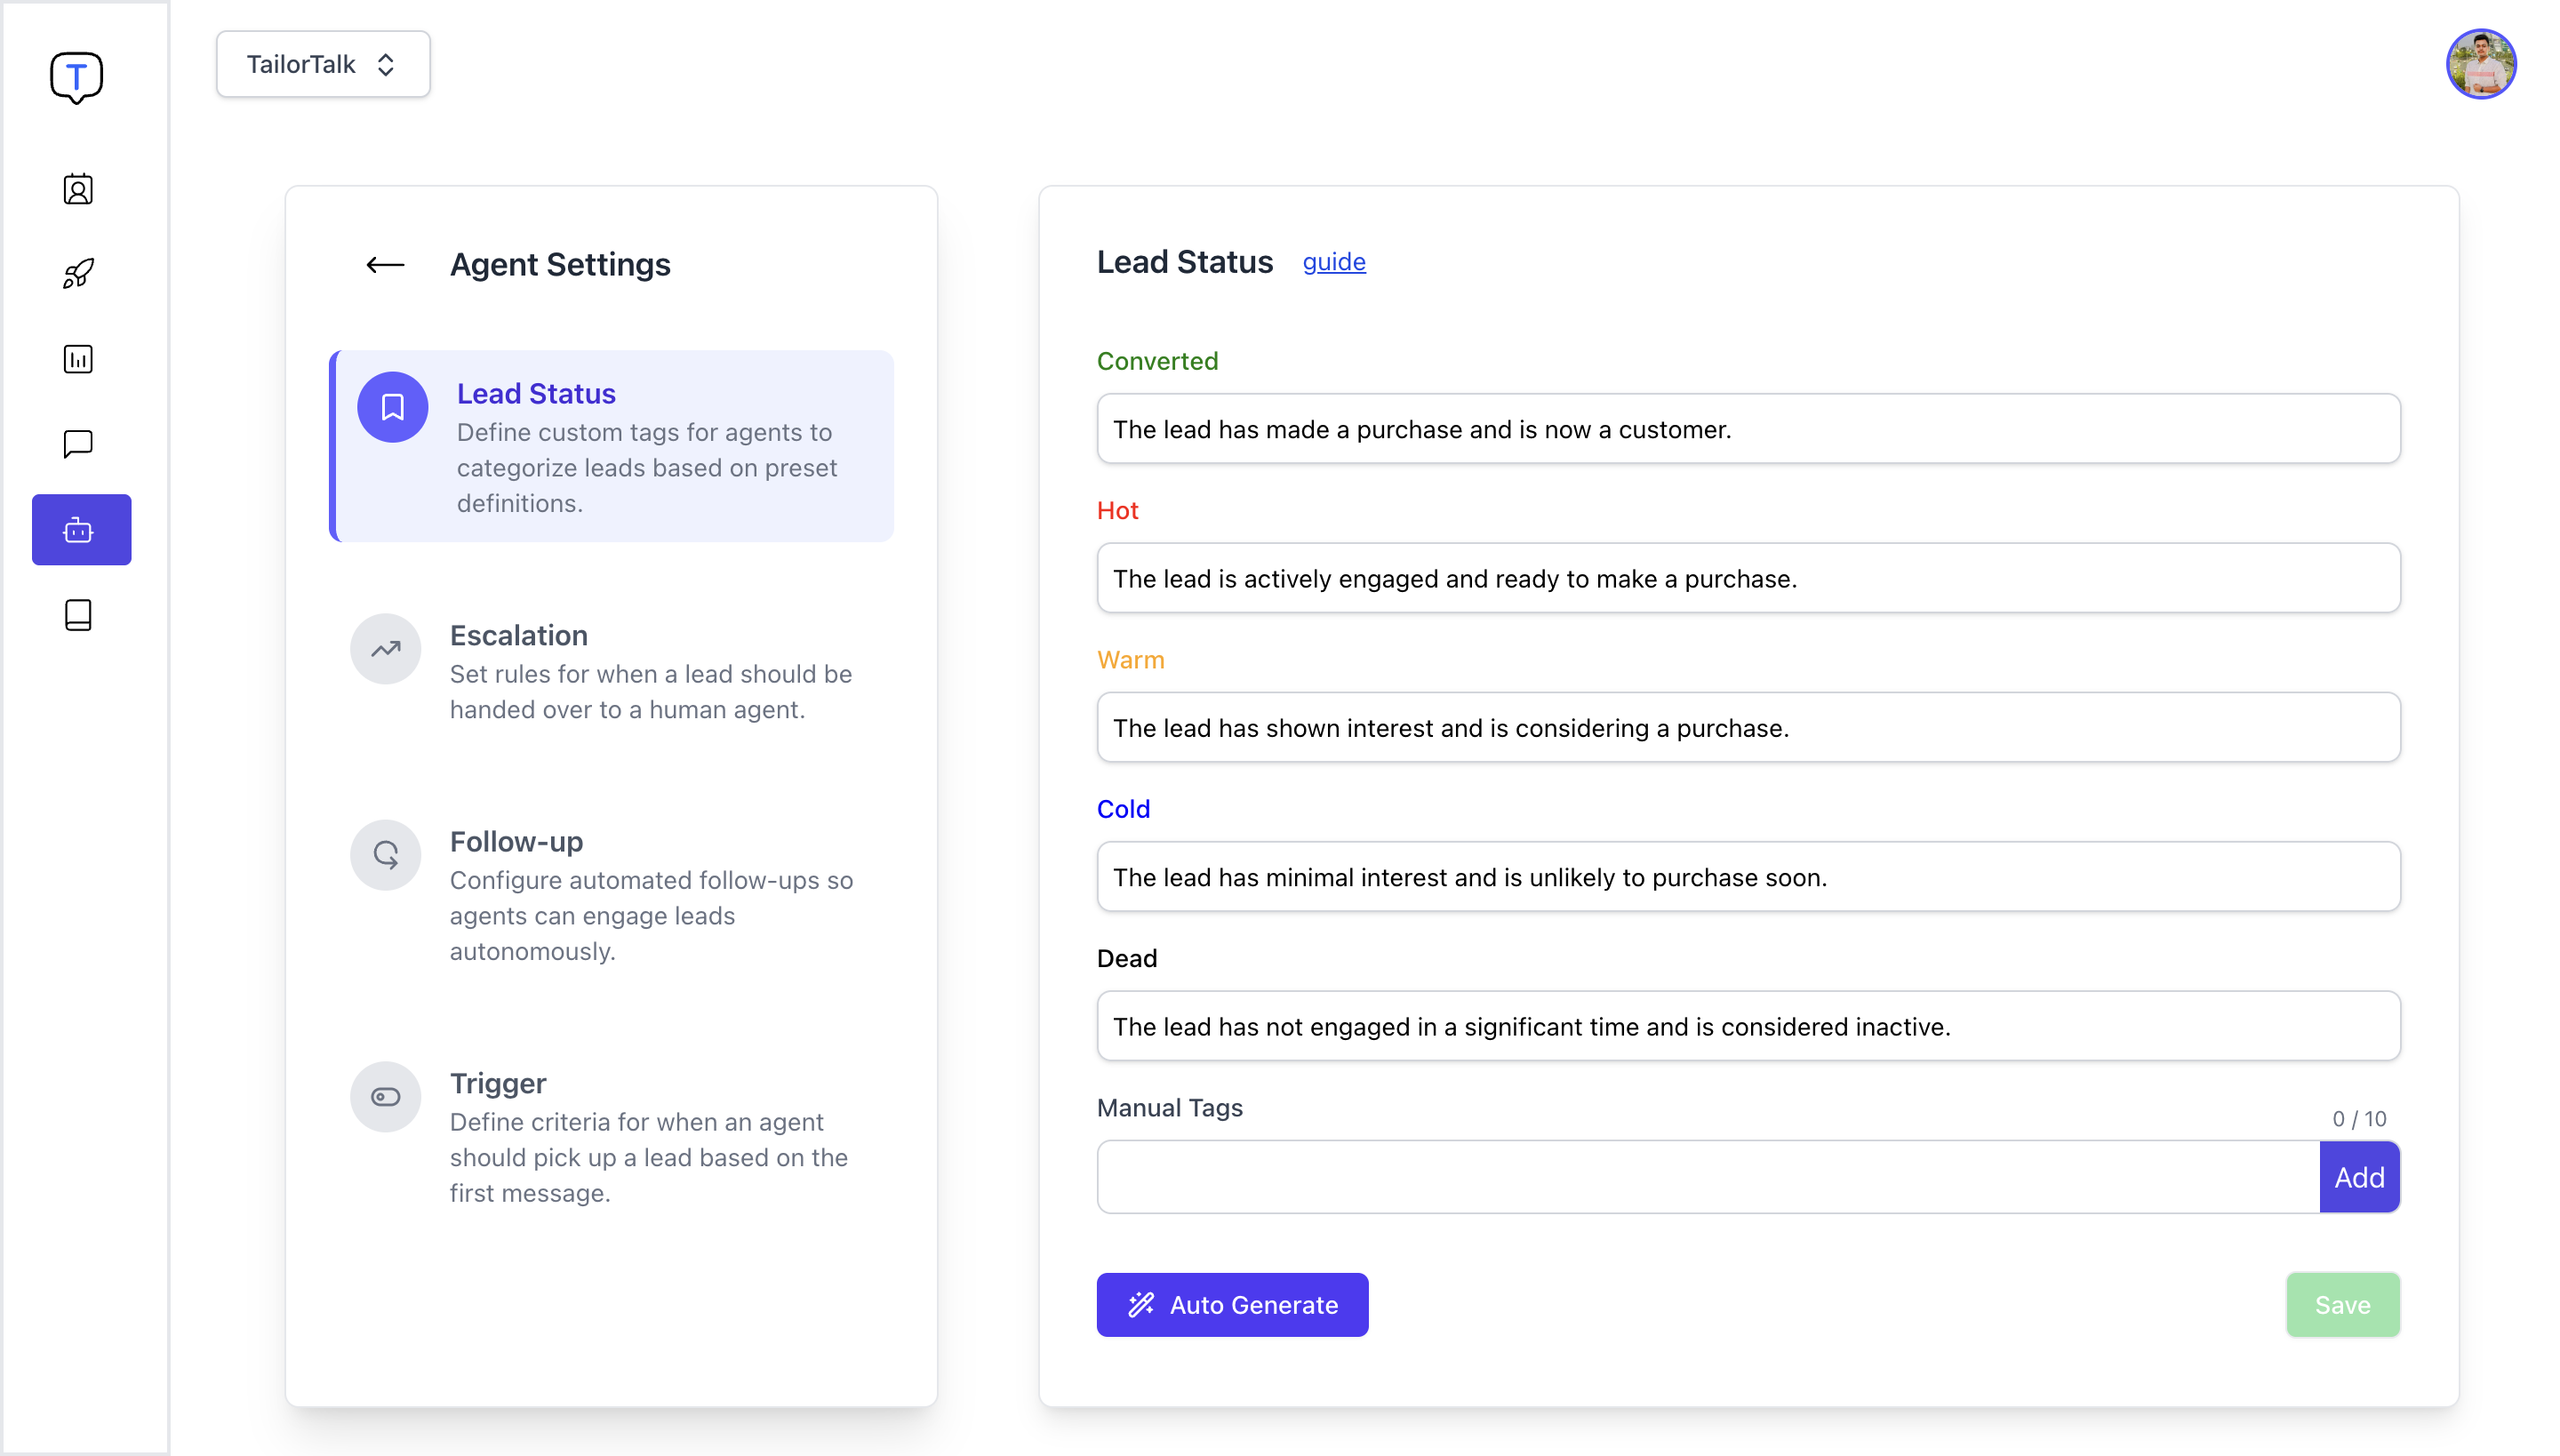 T
TailorTalk
Agent Settings
Lead Status
Define custom tags for agents to
categorize leads based on preset
definitions.
Escalation
Set rules for when a lead should be
handed over to a human agent.
Follow-up
Configure automated follow-ups so
agents can engage leads
autonomously.
Trigger
Define criteria for when an agent
should pick up a lead based on the
first message.
Lead Status guide
Converted
The lead has made a purchase and is now a customer.
Hot
The lead is actively engaged and ready to make a purchase.
Warm
The lead has shown interest and is considering a purchase.
Cold
The lead has minimal interest and is unlikely to purchase soon.
Dead
The lead has not engaged in a significant time and is considered inactive.
Manual Tags
0 / 10
Add
Auto Generate
Save